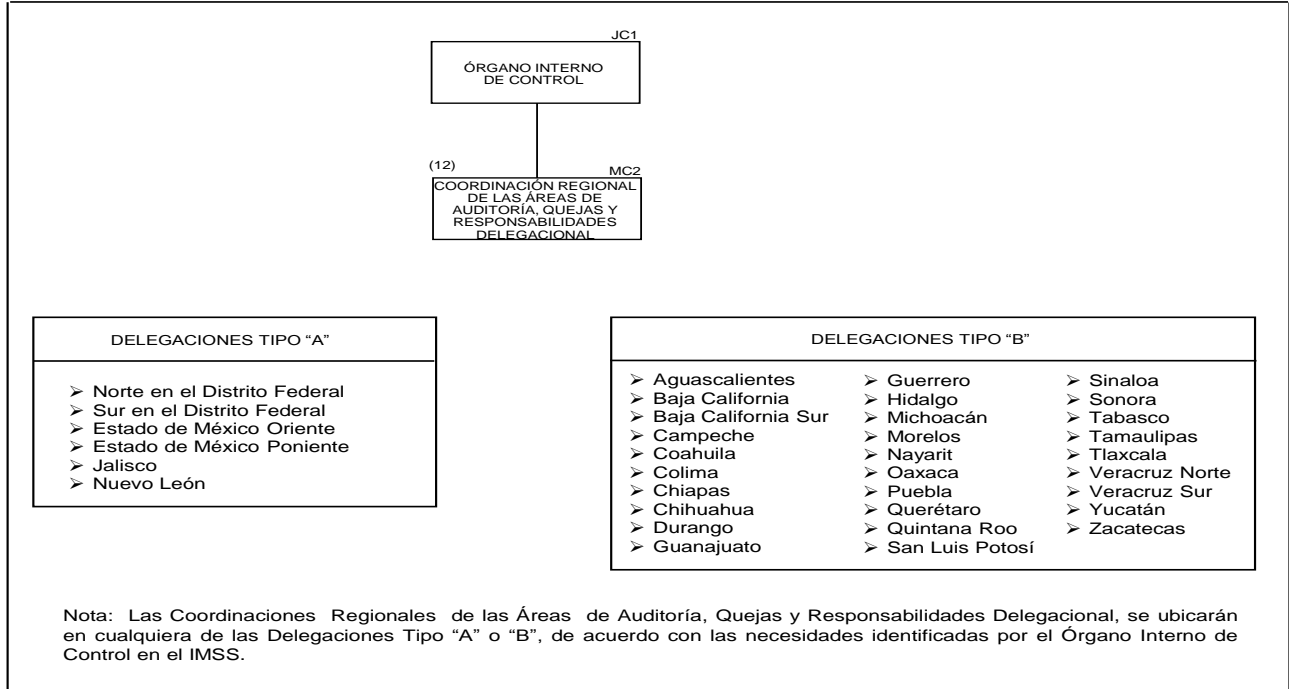 JC1
ÓRGANO INTERNO
DE CONTROL
(12)
MC2
COORDINACIÓN REGIONAL
DE LAS ÁREAS DE
AUDITORÍA, QUEJAS Y
RESPONSABILIDADES
DELEGACIONAL
DELEGACIONES TIPO “A”
➢ Norte en el Distrito Federal
➢ Sur en el Distrito Federal
➢ Estado de México Oriente
➢ Estado de México Poniente
➢ Jalisco
➢ Nuevo León
DELEGACIONES TIPO “B”
➢ Aguascalientes
➢ Baja California
➢ Baja California Sur
➢ Campeche
➢ Coahuila
➢ Colima
➢ Chiapas
➢ Chihuahua
➢ Durango
➢ Guanajuato
➢ Guerrero
➢ Hidalgo
➢ Michoacán
➢ Morelos
➢ Nayarit
➢ Oaxaca
➢ Puebla
➢ Querétaro
➢ Quintana Roo
➢ San Luis Potosí
➢ Sinaloa
➢ Sonora
➢ Tabasco
➢ Tamaulipas
➢ Tlaxcala
➢ Veracruz Norte
➢ Veracruz Sur
➢ Yucatán
➢ Zacatecas
Nota: Las Coordinaciones Regionales de las Áreas de Auditoría, Quejas y Responsabilidades Delegacional, se ubicarán
en cualquiera de las Delegaciones Tipo “A” o “B”, de acuerdo con las necesidades identificadas por el Órgano Interno de
Control en el IMSS.